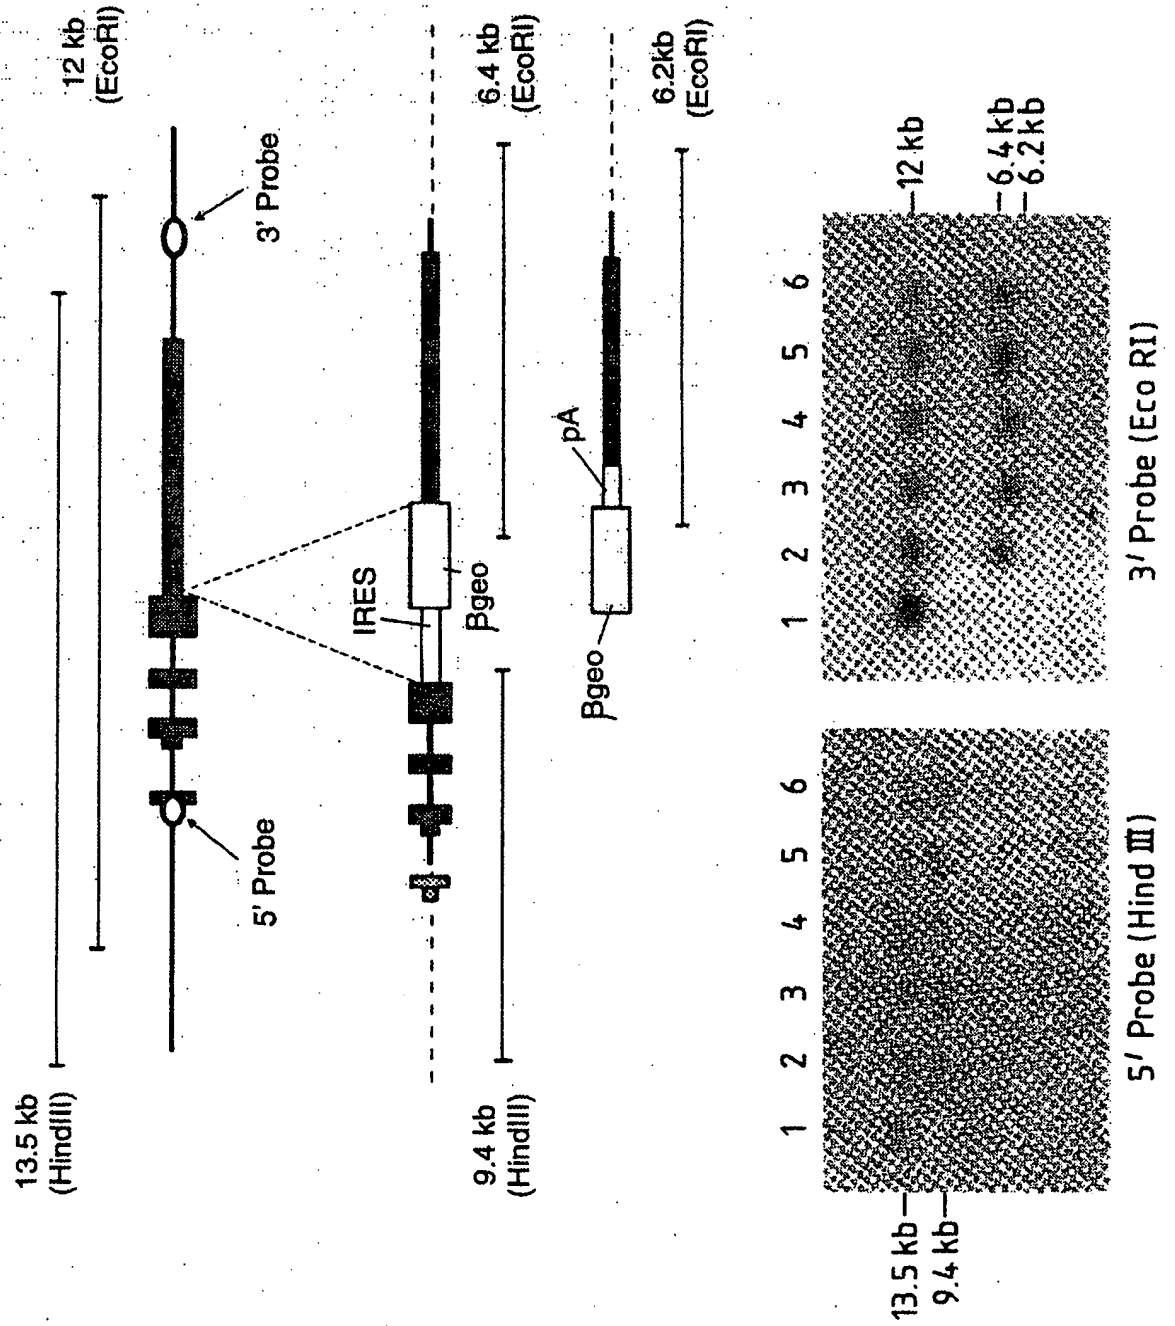 13.5 kb
(HindIII)
12 kb
(EcoRI)
5' Probe
3' Probe
IRES
βgeo
9.4 kb
(HindIII)
6.4 kb
(EcoRI)
βgeo
pA
6.2kb
(EcoRI)
1 2 3 4 5 6
13.5 kb
9.4 kb
5' Probe (Hind III)
1 2 3 4 5 6
12 kb
6.4 kb
6.2 kb
3' Probe (Eco RI)